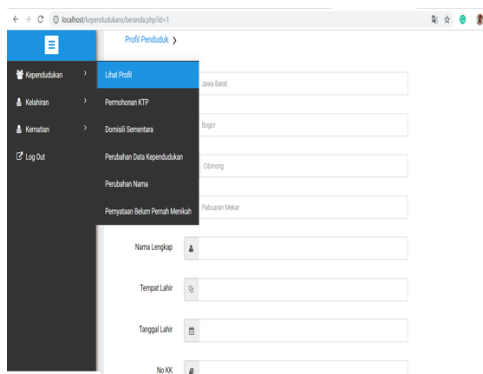 localhost/kependudukans/beranda.php?id=1
Profil Penduduk
Kependudukan
Lihat Profil
Jawa Barat
Kelahiran
Permohonan KTP
Kematian
Domisili Sementara
Bogor
Log Out
Perubahan Data Kependudukan
Cibinong
Perubahan Nama
Pernyataan Belum Pernah Menikah
Pabuaran Mekar
Nama Lengkap
Tempat Lahir
Tanggal Lahir
No KK